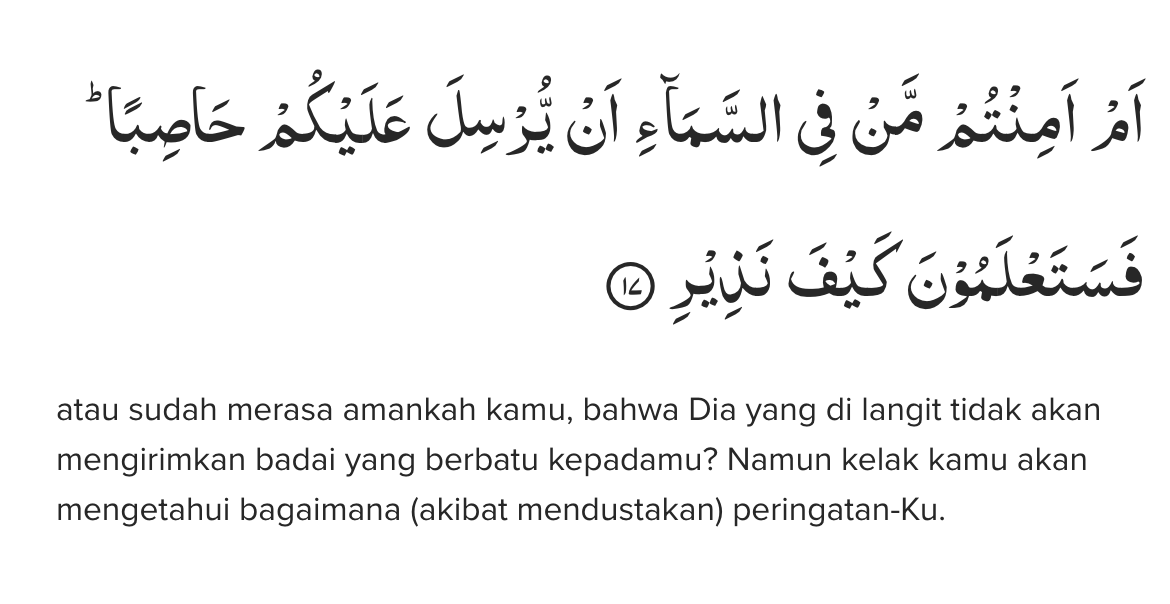 اَمْ اَمِنْتُمْ مَّنْ فِى السَّمَاۤءِ اَنْ يُّرْسِلَ عَلَيْكُمْ حَاصِبًاۗ
فَسَتَعْلَمُوْنَ كَيْفَ نَذِيْرِ ١٧
atau sudah merasa amankah kamu, bahwa Dia yang di langit tidak akan
mengirimkan badai yang berbatu kepadamu? Namun kelak kamu akan
mengetahui bagaimana (akibat mendustakan) peringatan-Ku.